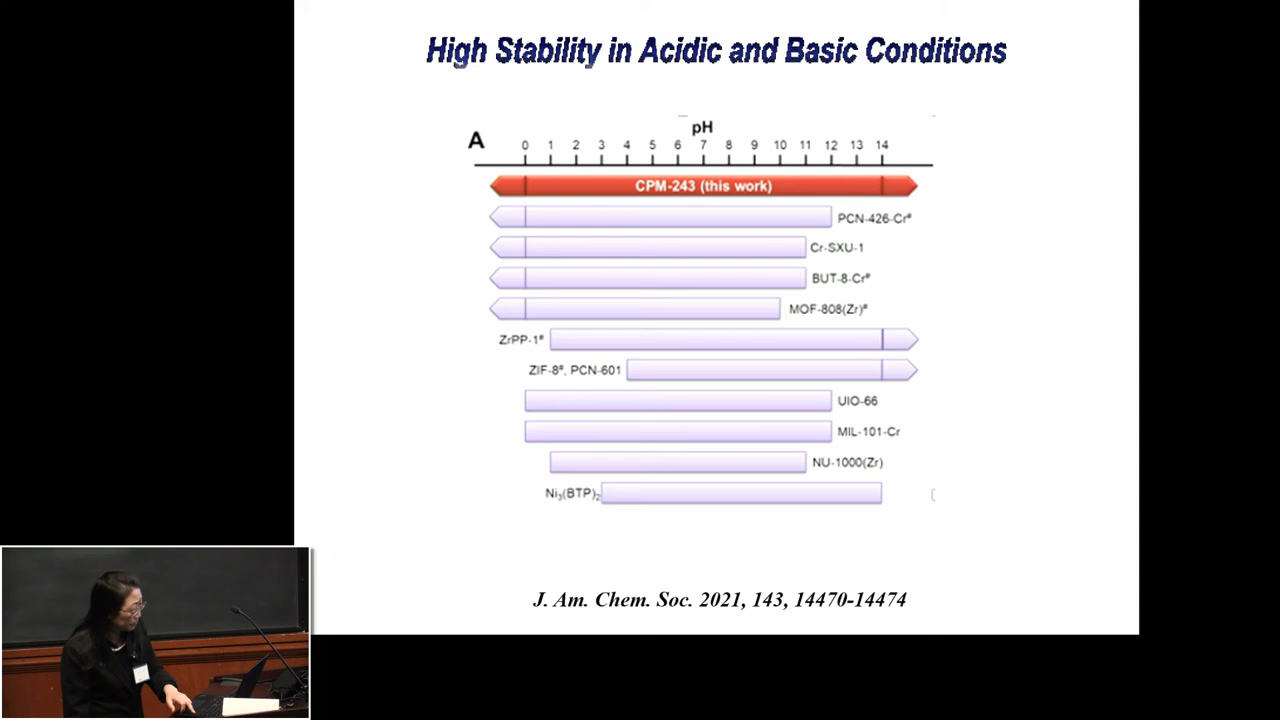 High Stability in Acidic and Basic Conditions
A
pH
0 1 2 3 4 5 6 7 8 9 10 11 12 13 14
CPM-243 (this work)
PCN-426-Cr#
Cr-SXU-1
BUT-8-Cr#
MOF-808(Zr)#
ZrPP-1#
ZIF-8#, PCN-601
UIO-66
MIL-101-Cr
NU-1000(Zr)
Ni3(BTP)2
J. Am. Chem. Soc. 2021, 143, 14470-14474